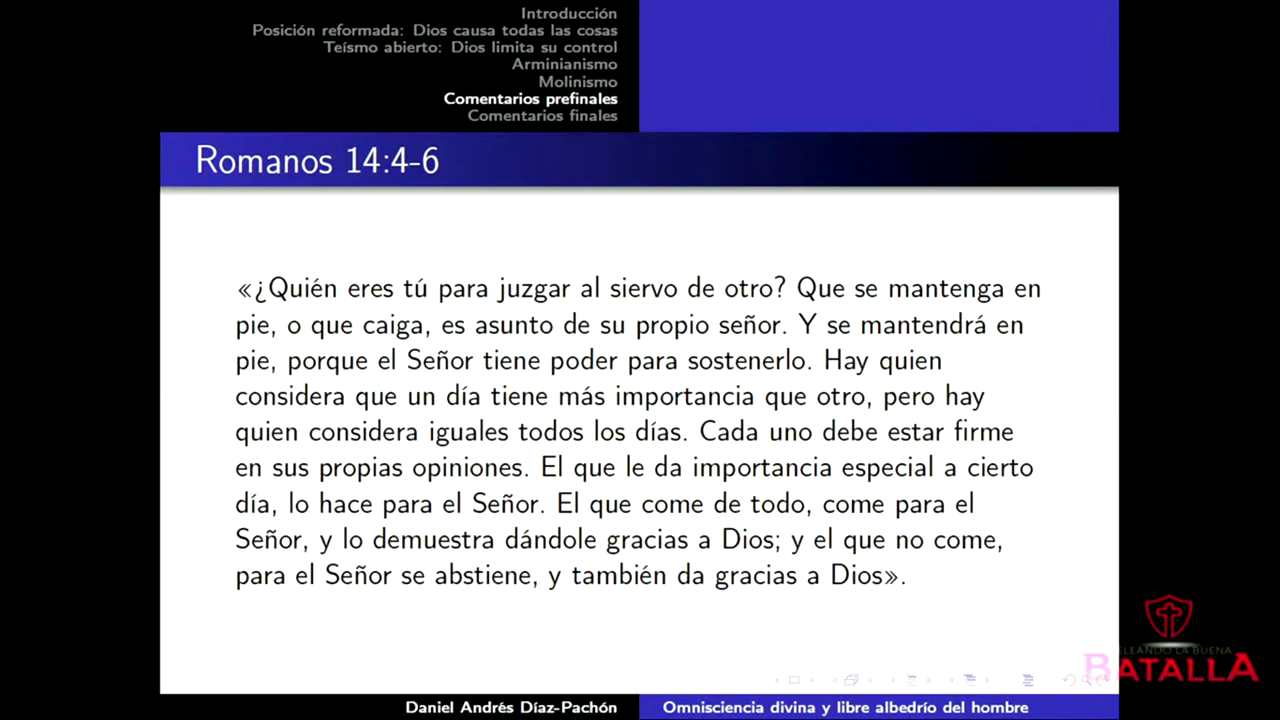 Introducción
Posición reformada: Dios causa todas las cosas
Teísmo abierto: Dios limita su control
Arminianismo
Molinismo
Comentarios prefinales
Comentarios finales
Romanos 14:4-6
«¿Quién eres tú para juzgar al siervo de otro? Que se mantenga en
pie, o que caiga, es asunto de su propio señor. Y se mantendrá en
pie, porque el Señor tiene poder para sostenerlo. Hay quien
considera que un día tiene más importancia que otro, pero hay
quien considera iguales todos los días. Cada uno debe estar firme
en sus propias opiniones. El que le da importancia especial a cierto
día, lo hace para el Señor. El que come de todo, come para el
Señor, y lo demuestra dándole gracias a Dios; y el que no come,
para el Señor se abstiene, y también da gracias a Dios».
ELEANDO LA BUENA
BATALLA
Daniel Andrés Díaz-Pachón
Omnisciencia divina y libre albedrío del hombre